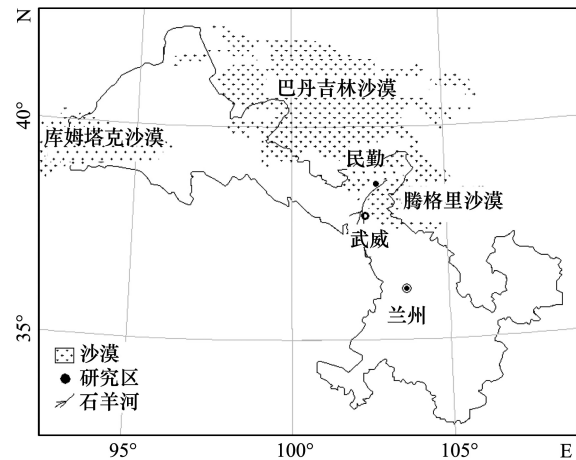 N
巴丹吉林沙漠
40°
库姆塔克沙漠
民勤
腾格里沙漠
武威
兰州
35°
沙漠
研究区
石羊河
95°
100°
105°
E